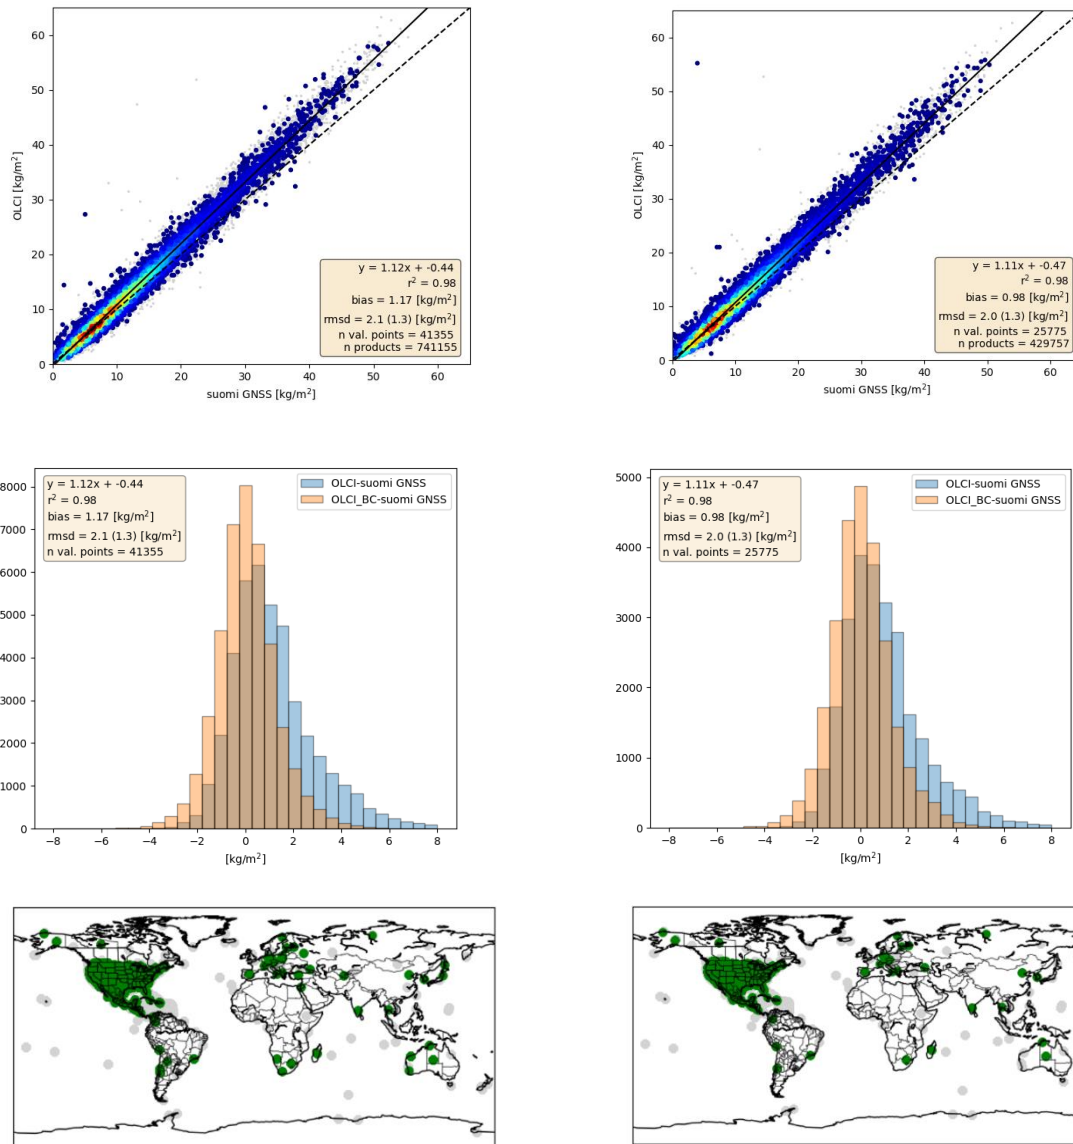 60
50
40
30
20
10
0
OLCI [kg/m²]
y = 1.12x + -0.44
r² = 0.98
bias = 1.17 [kg/m²]
rmsd = 2.1 (1.3) [kg/m²]
n val. points = 41355
n products = 741155
0 10 20 30 40 50 60
suomi GNSS [kg/m²]
60
50
40
30
20
10
0
OLCI [kg/m²]
y = 1.11x + -0.47
r² = 0.98
bias = 0.98 [kg/m²]
rmsd = 2.0 (1.3) [kg/m²]
n val. points = 25775
n products = 429757
0 10 20 30 40 50 60
suomi GNSS [kg/m²]
8000
7000
6000
5000
4000
3000
2000
1000
0
y = 1.12x + -0.44
r² = 0.98
bias = 1.17 [kg/m²]
rmsd = 2.1 (1.3) [kg/m²]
n val. points = 41355
OLCI-suomi GNSS
OLCI_BC-suomi GNSS
−8 −6 −4 −2 0 2 4 6 8
[kg/m²]
5000
4000
3000
2000
1000
0
y = 1.11x + -0.47
r² = 0.98
bias = 0.98 [kg/m²]
rmsd = 2.0 (1.3) [kg/m²]
n val. points = 25775
OLCI-suomi GNSS
OLCI_BC-suomi GNSS
−8 −6 −4 −2 0 2 4 6 8
[kg/m²]